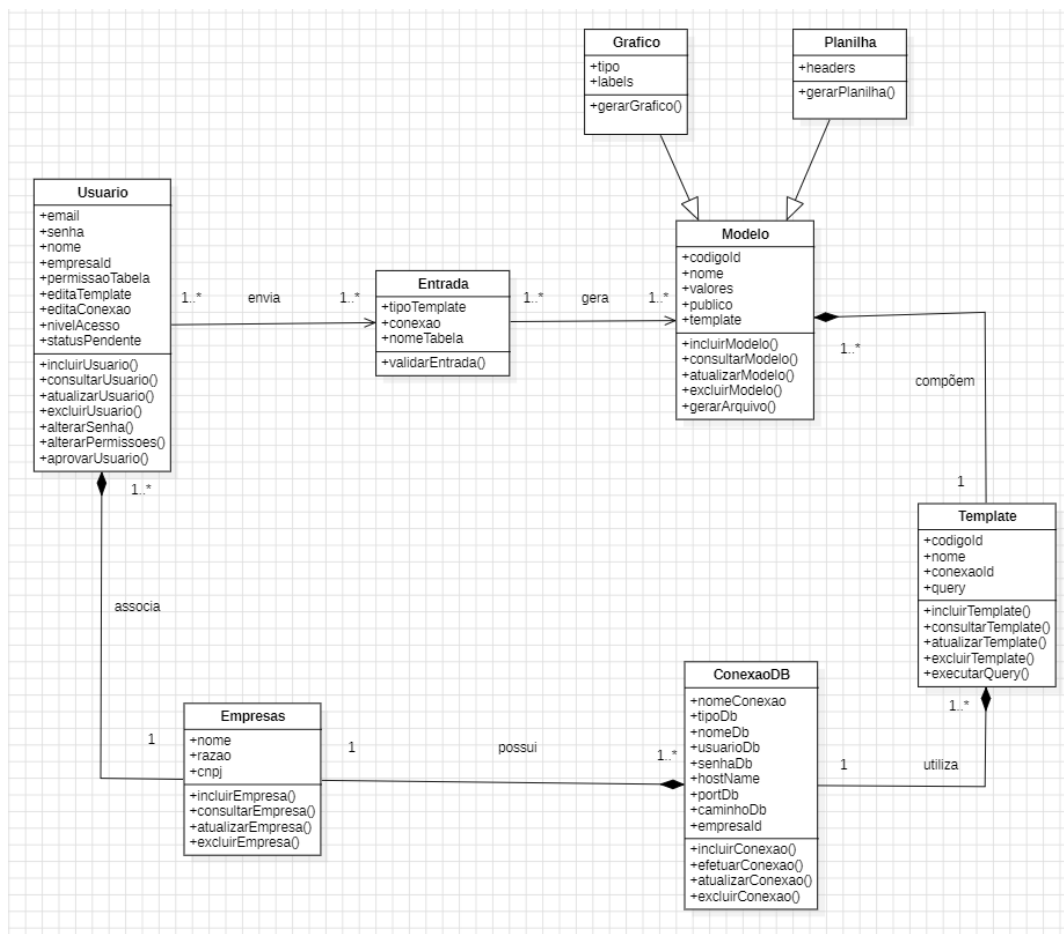 Grafico
+tipo
+labels
+gerarGrafico()
Planilha
+headers
+gerarPlanilha()
Usuario
+email
+senha
+nome
+empresaId
+permissaoTabela
+editaTemplate
+editaConexao
+nivelAcesso
+statusPendente
+incluirUsuario()
+consultarUsuario()
+atualizarUsuario()
+excluirUsuario()
+alterarSenha()
+alterarPermissoes()
+aprovarUsuario()
1..*
envia
1..*
Entrada
+tipoTemplate
+conexao
+nomeTabela
+validarEntrada()
1..*
gera
1..*
Modelo
+codigoId
+nome
+valores
+publico
+template
+incluirModelo()
+consultarModelo()
+atualizarModelo()
+excluirModelo()
+gerarArquivo()
1..*
compõem
1
Template
+codigoId
+nome
+conexaoId
+query
+incluirTemplate()
+consultarTemplate()
+atualizarTemplate()
+excluirTemplate()
+executarQuery()
1..*
associa
1
Empresas
+nome
+razao
+cnpj
+incluirEmpresa()
+consultarEmpresa()
+atualizarEmpresa()
+excluirEmpresa()
1
possui
1..*
ConexaoDB
+nomeConexao
+tipoDb
+nomeDb
+usuarioDb
+senhaDb
+hostName
+portDb
+caminhoDb
+empresaId
+incluirConexao()
+efetuarConexao()
+atualizarConexao()
+excluirConexao()
1
utiliza
1..*